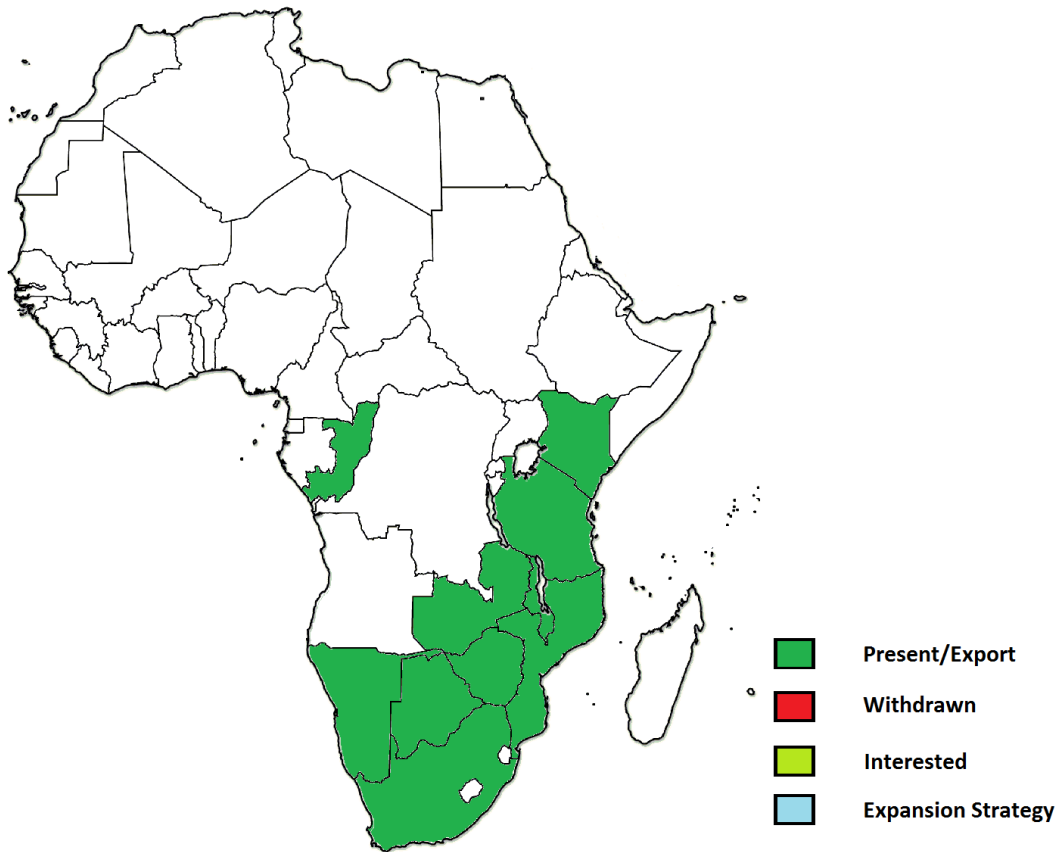 Present/Export
Withdrawn
Interested
Expansion Strategy